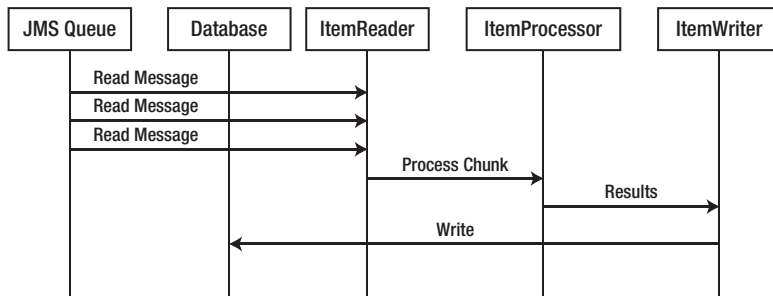 JMS Queue
Database
ItemReader
ItemProcessor
ItemWriter
Read Message
Read Message
Read Message
Process Chunk
Results
Write